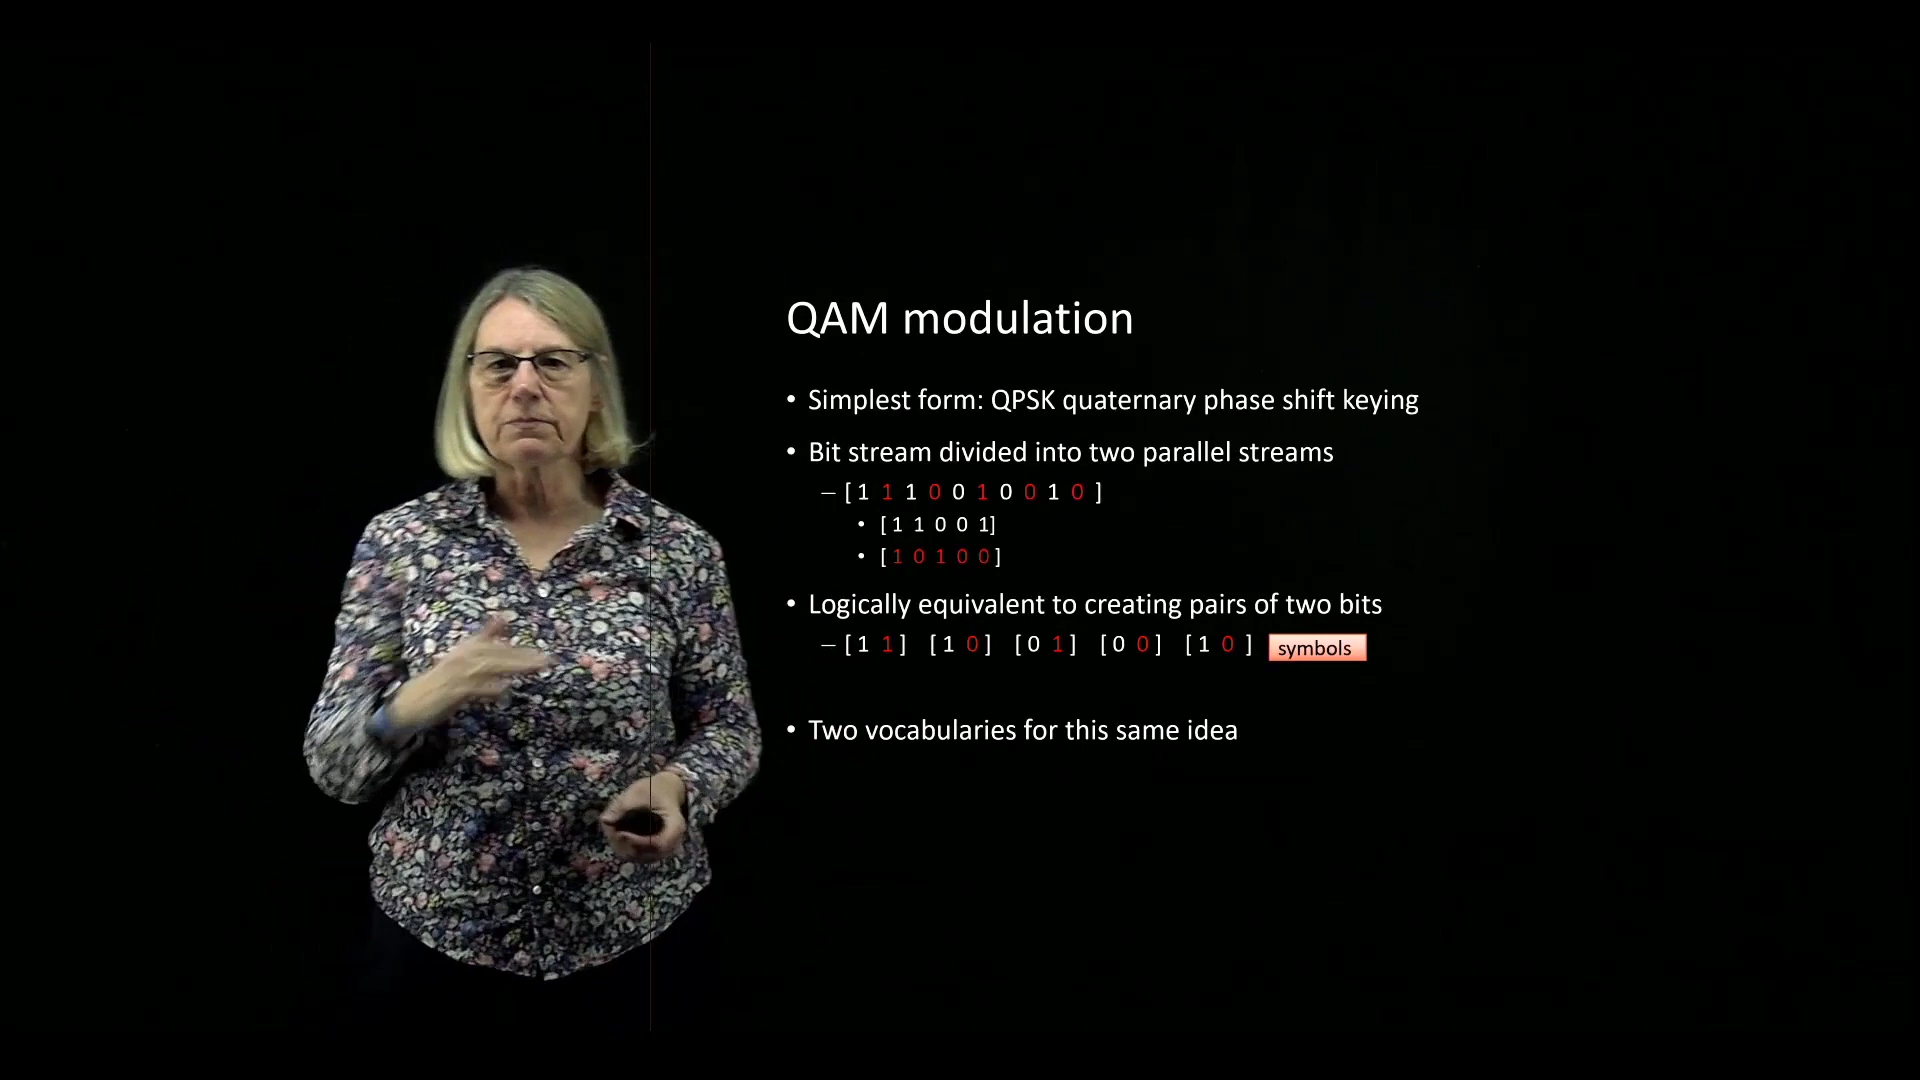 QAM modulation
• Simplest form: QPSK quaternary phase shift keying
• Bit stream divided into two parallel streams
– [ 1 1 1 0 0 1 0 0 1 0 ]
• [ 1 1 0 0 1]
• [ 1 0 1 0 0 ]
• Logically equivalent to creating pairs of two bits
– [ 1 1 ] [ 1 0 ] [ 0 1 ] [ 0 0 ] [ 1 0 ] symbols
• Two vocabularies for this same idea